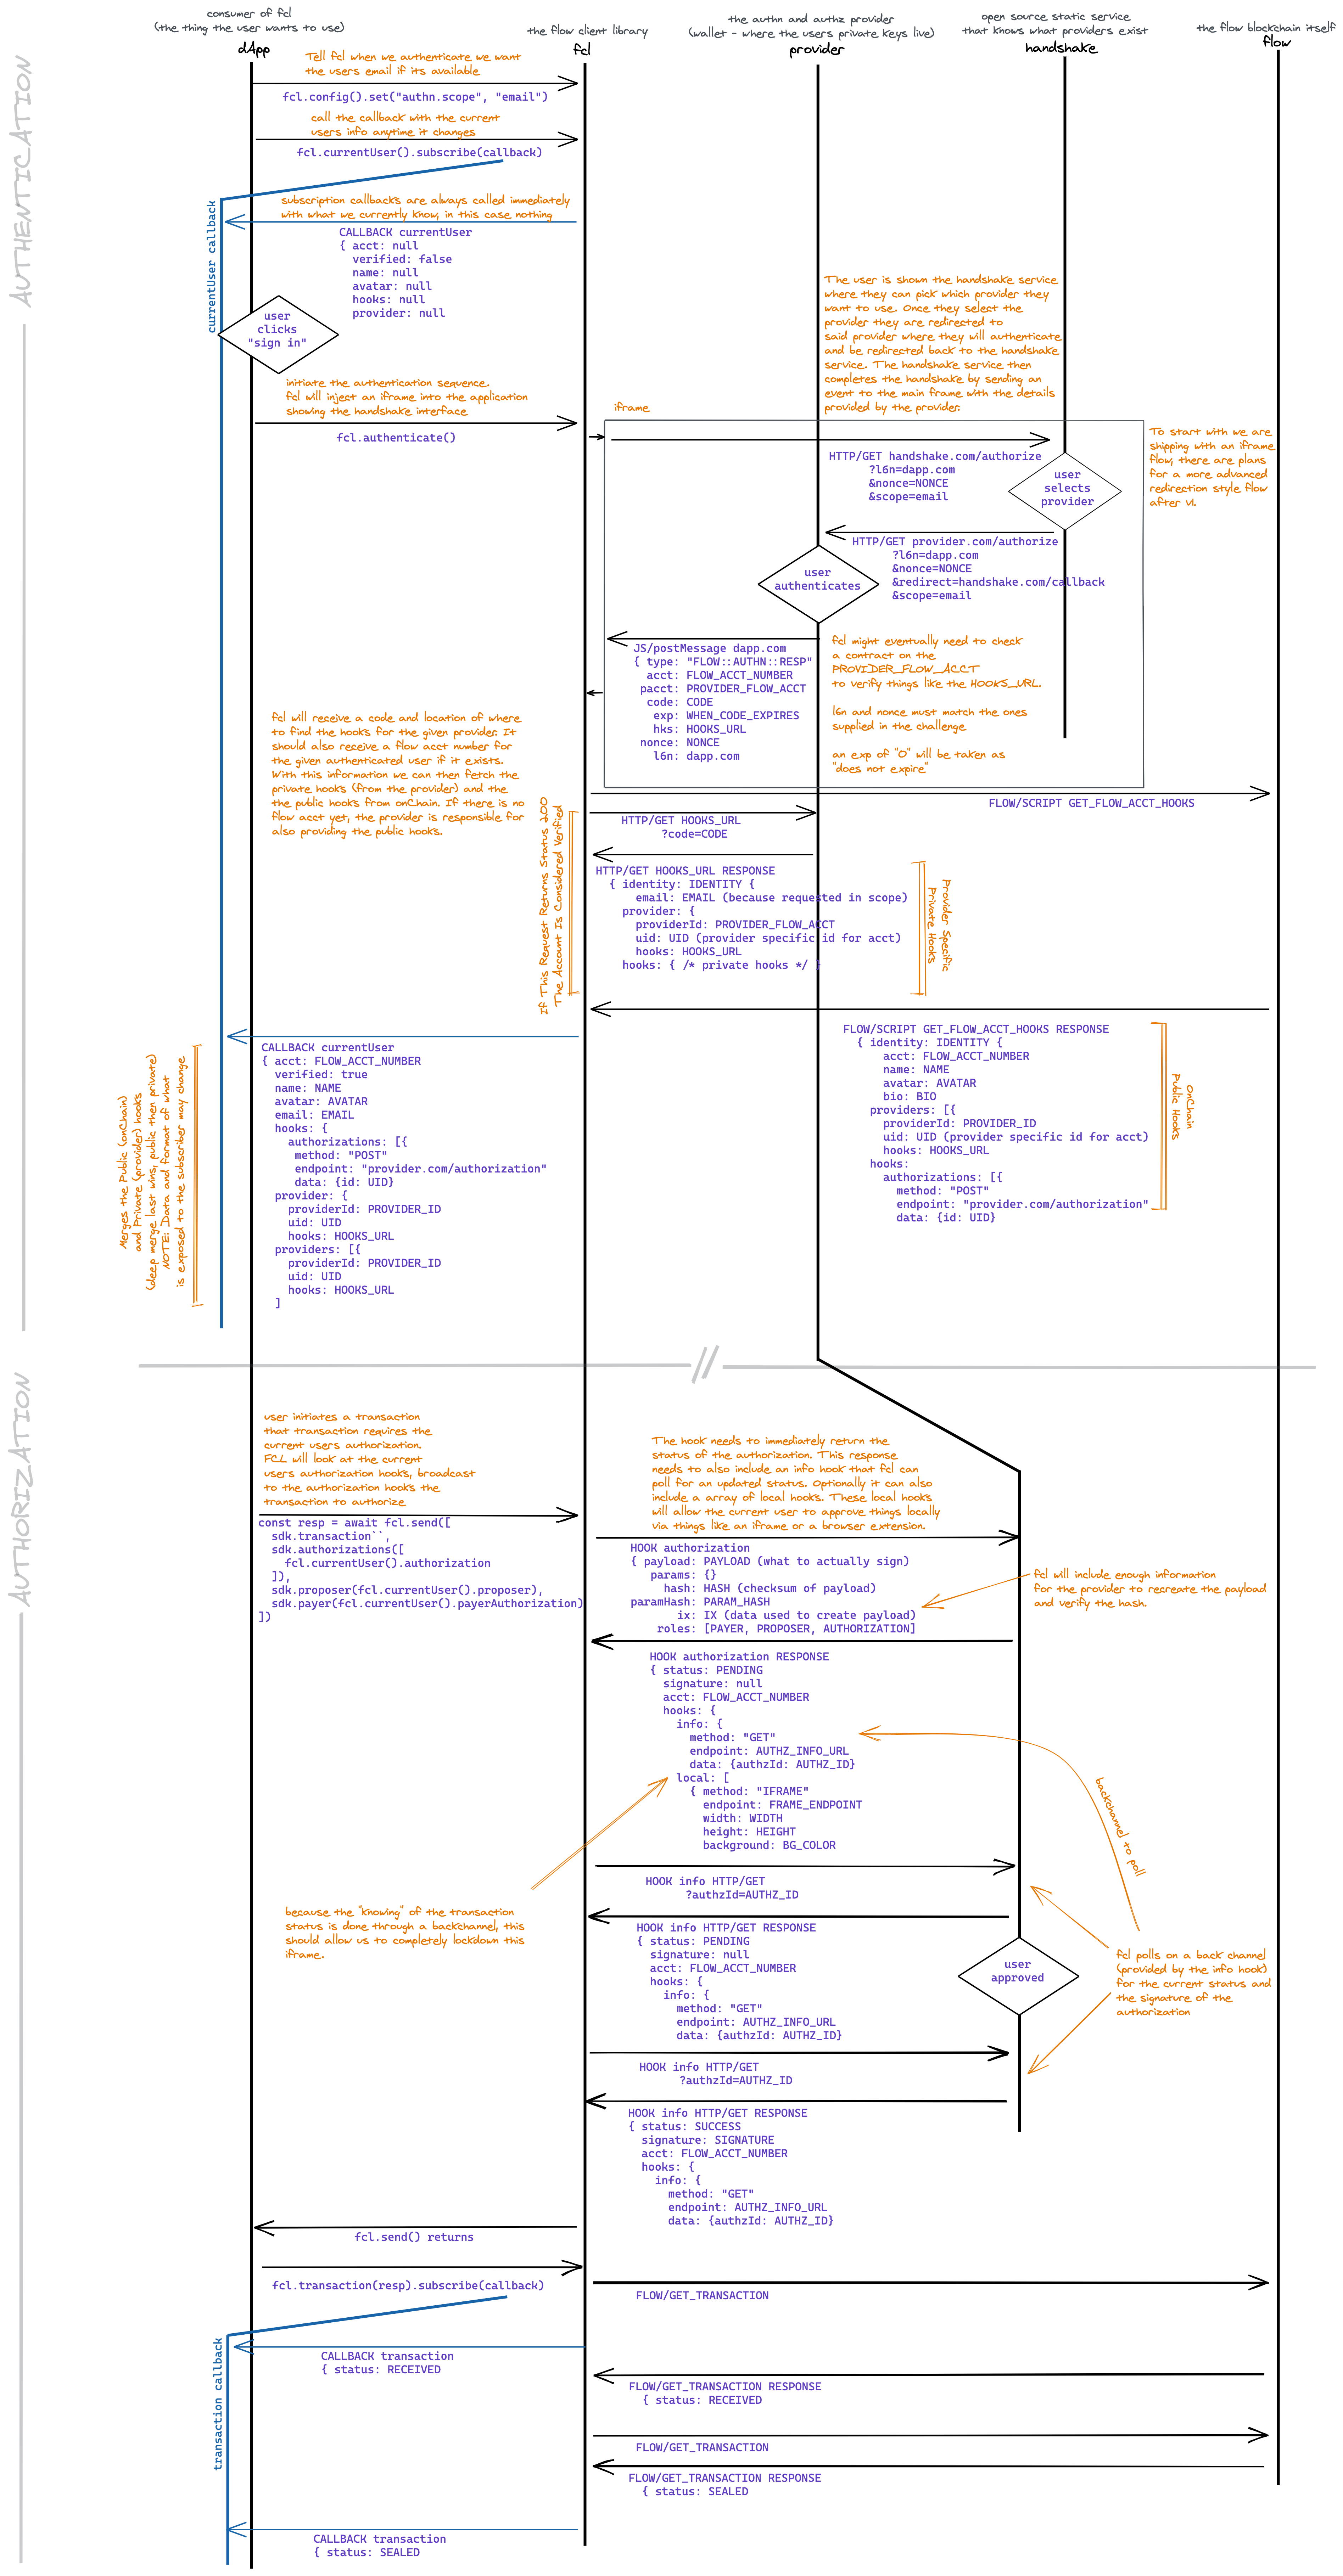 consumer of fcl
(the thing the user wants to use)
dApp
the flow client library
fcl
the authn and authz provider
(wallet - where the users private keys live)
provider
open source static service
that knows what providers exist
handshake
the flow blockchain itself
flow
AUTHENTICATION
Tell fcl when we authenticate we want
the users email if its available
fcl.config().set("authn.scope", "email")
call the callback with the current
users info anytime it changes
fcl.currentUser().subscribe(callback)
currentUser callback
subscription callbacks are always called immediately
with what we currently know, in this case nothing
CALLBACK currentUser
{ acct: null
verified: false
name: null
avatar: null
hooks: null
provider: null
user
clicks
"sign in"
initiate the authentication sequence.
fcl will inject an iframe into the application
showing the handshake interface
fcl.authenticate()
The user is shown the handshake service
where they can pick which provider they
want to use. Once they select the
provider they are redirected to
said provider where they will authenticate
and be redirected back to the handshake
service. The handshake service then
completes the handshake by sending an
event to the main frame with the details
provided by the provider.
iframe
To start with we are
shipping with an iframe
flow, there are plans
for a more advanced
redirection style flow
after v1.
HTTP/GET handshake.com/authorize
?l6n=dapp.com
&nonce=NONCE
&scope=email
user
selects
provider
HTTP/GET provider.com/authorize
?l6n=dapp.com
&nonce=NONCE
&redirect=handshake.com/callback
&scope=email
user
authenticates
JS/postMessage dapp.com
{ type: "FLOW::AUTHN::RESP"
acct: FLOW_ACCT_NUMBER
pacct: PROVIDER_FLOW_ACCT
code: CODE
exp: WHEN_CODE_EXPIRES
hks: HOOKS_URL
nonce: NONCE
l6n: dapp.com
fcl might eventually need to check
a contract on the
PROVIDER_FLOW_ACCT
to verify things like the HOOKS_URL.
l6n and nonce must match the ones
supplied in the challenge
an exp of "0" will be taken as
"does not expire"
fcl will receive a code and location of where
to find the hooks for the given provider. It
should also receive a flow acct number for
the given authenticated user if it exists.
With this information we can then fetch the
private hooks (from the provider) and the
the public hooks from onChain. If there is no
flow acct yet, the provider is responsible for
also providing the public hooks.
FLOW/SCRIPT GET_FLOW_ACCT_HOOKS
If This Request Returns Status 200
The Account Is Considered Verified
HTTP/GET HOOKS_URL
?code=CODE
HTTP/GET HOOKS_URL RESPONSE
{ identity: IDENTITY {
email: EMAIL (because requested in scope)
provider: {
providerId: PROVIDER_FLOW_ACCT
uid: UID (provider specific id for acct)
hooks: HOOKS_URL
hooks: { /* private hooks */ }
Provider Specific
Private Hooks
FLOW/SCRIPT GET_FLOW_ACCT_HOOKS RESPONSE
{ identity: IDENTITY {
acct: FLOW_ACCT_NUMBER
name: NAME
avatar: AVATAR
bio: BIO
providers: [{
providerId: PROVIDER_ID
uid: UID (provider specific id for acct)
hooks: HOOKS_URL
hooks:
authorizations: [{
method: "POST"
endpoint: "provider.com/authorization"
data: {id: UID}
OnChain
Public Hooks
CALLBACK currentUser
{ acct: FLOW_ACCT_NUMBER
verified: true
name: NAME
avatar: AVATAR
email: EMAIL
hooks: {
authorizations: [{
method: "POST"
endpoint: "provider.com/authorization"
data: {id: UID}
provider: {
providerId: PROVIDER_ID
uid: UID
hooks: HOOKS_URL
providers: [{
providerId: PROVIDER_ID
uid: UID
hooks: HOOKS_URL
]
Merges the Public (onChain)
and Private (provider) hooks
(deep merge last wins, public then private)
NOTE: Data and format of what
is exposed to the subscriber may change
AUTHORIZATION
user initiates a transaction
that transaction requires the
current users authorization.
FCL will look at the current
users authorization hooks, broadcast
to the authorization hooks the
transaction to authorize
const resp = await fcl.send([
sdk.transaction``,
sdk.authorizations([
fcl.currentUser().authorization
]),
sdk.proposer(fcl.currentUser().proposer),
sdk.payer(fcl.currentUser().payerAuthorization)
])
The hook needs to immediately return the
status of the authorization. This response
needs to also include an info hook that fcl can
poll for an updated status. Optionally it can also
include a array of local hooks. These local hooks
will allow the current user to approve things locally
via things like an iframe or a browser extension.
HOOK authorization
{ payload: PAYLOAD (what to actually sign)
params: {}
hash: HASH (checksum of payload)
paramHash: PARAM_HASH
ix: IX (data used to create payload)
roles: [PAYER, PROPOSER, AUTHORIZATION]
fcl will include enough information
for the provider to recreate the payload
and verify the hash.
HOOK authorization RESPONSE
{ status: PENDING
signature: null
acct: FLOW_ACCT_NUMBER
hooks: {
info: {
method: "GET"
endpoint: AUTHZ_INFO_URL
data: {authzId: AUTHZ_ID}
local: [
{ method: "IFRAME"
endpoint: FRAME_ENDPOINT
width: WIDTH
height: HEIGHT
background: BG_COLOR
backchannel to poll
HOOK info HTTP/GET
?authzId=AUTHZ_ID
because the "knowing" of the transaction
status is done through a backchannel, this
should allow us to completely lockdown this
iframe.
HOOK info HTTP/GET RESPONSE
{ status: PENDING
signature: null
acct: FLOW_ACCT_NUMBER
hooks: {
info: {
method: "GET"
endpoint: AUTHZ_INFO_URL
data: {authzId: AUTHZ_ID}
user
approved
fcl polls on a back channel
(provided by the info hook)
for the current status and
the signature of the
authorization
HOOK info HTTP/GET
?authzId=AUTHZ_ID
HOOK info HTTP/GET RESPONSE
{ status: SUCCESS
signature: SIGNATURE
acct: FLOW_ACCT_NUMBER
hooks: {
info: {
method: "GET"
endpoint: AUTHZ_INFO_URL
data: {authzId: AUTHZ_ID}
fcl.send() returns
fcl.transaction(resp).subscribe(callback)
FLOW/GET_TRANSACTION
transaction callback
CALLBACK transaction
{ status: RECEIVED
FLOW/GET_TRANSACTION RESPONSE
{ status: RECEIVED
FLOW/GET_TRANSACTION
FLOW/GET_TRANSACTION RESPONSE
{ status: SEALED
CALLBACK transaction
{ status: SEALED